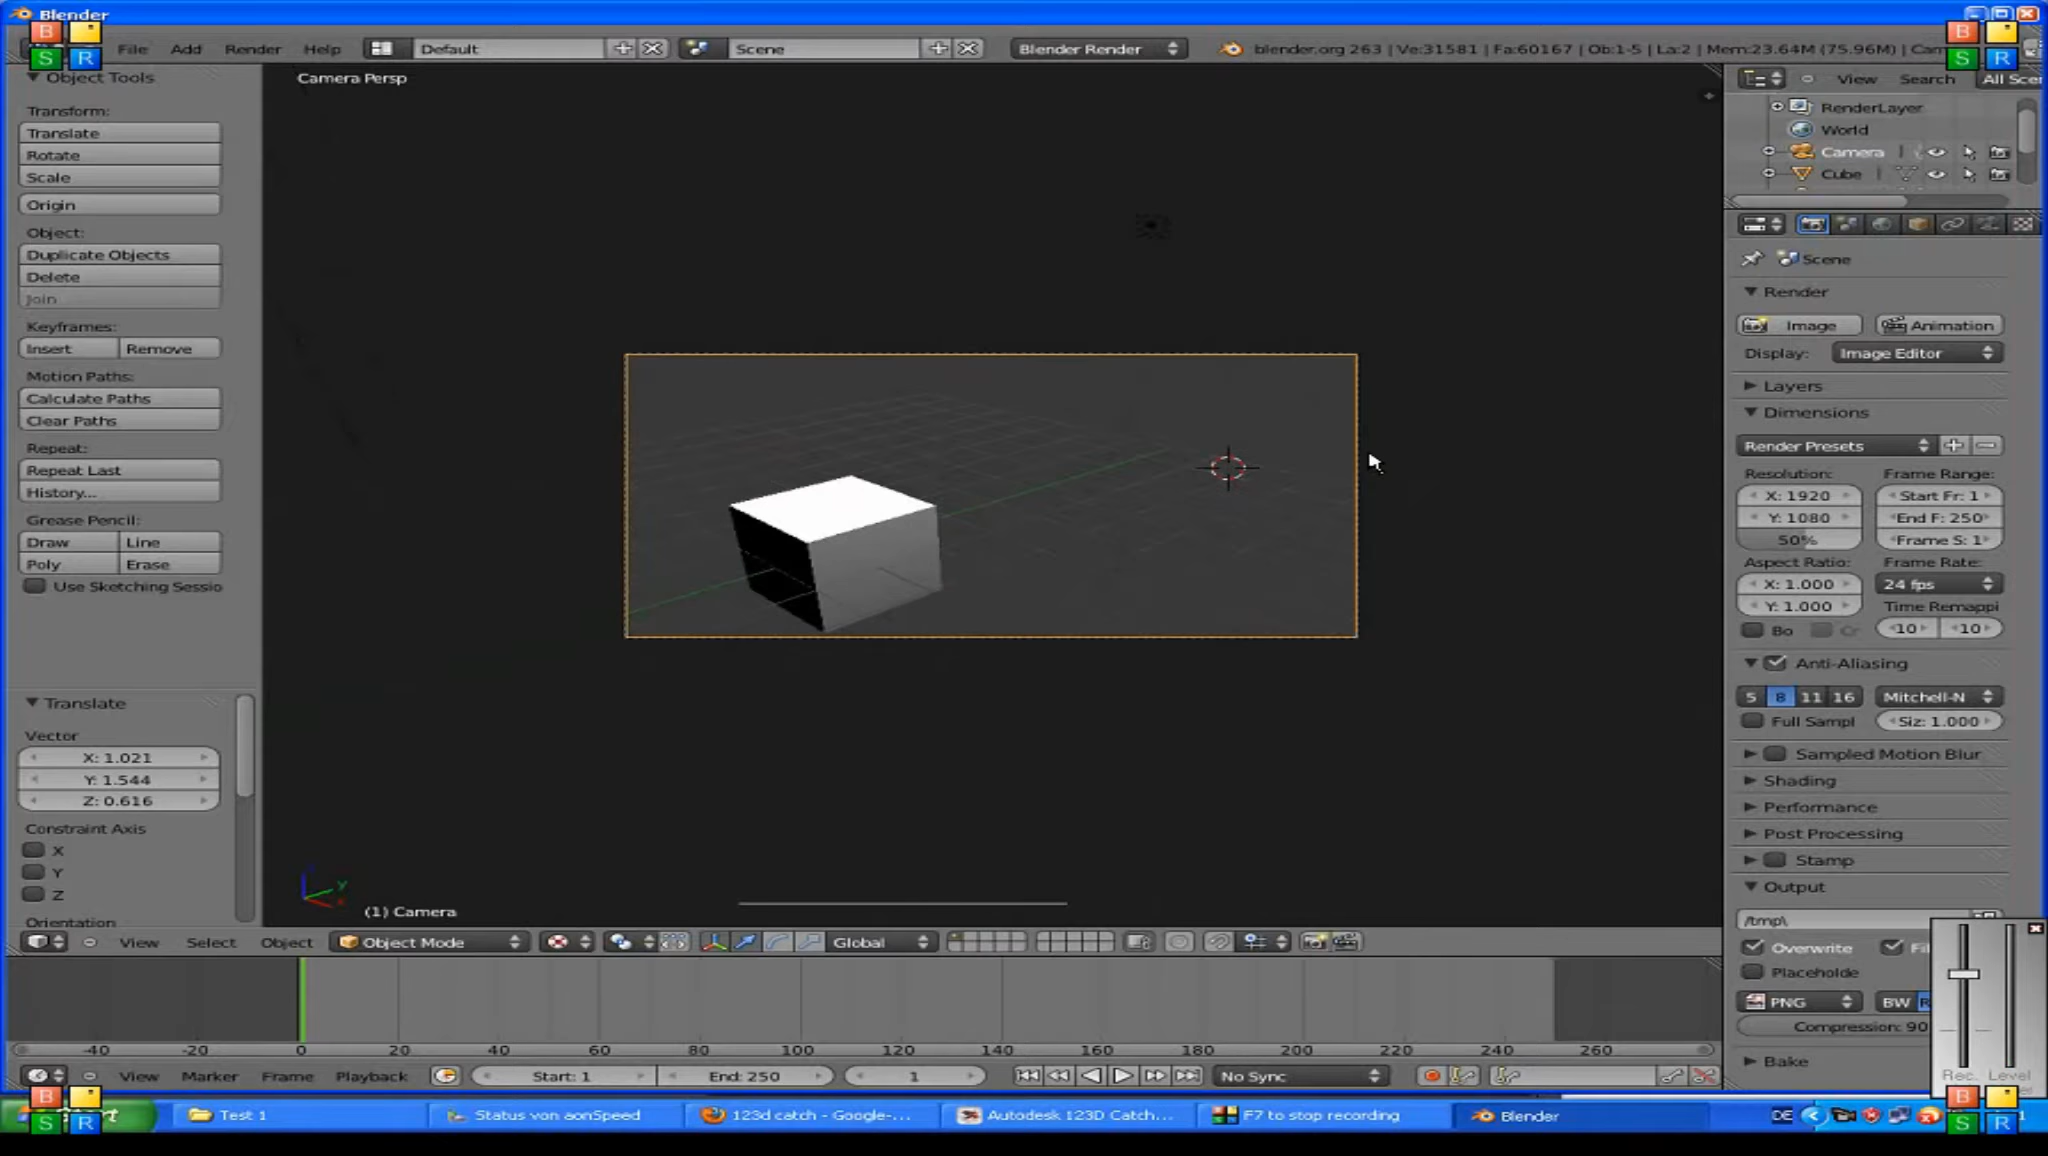 Blender
B
S R
File Add Render Help
Default
Scene
Blender Render
blender.org 263 | Ve:31581 | Fa:60167 | Ob:1-5 | La:2 | Mem:23.64M (75.96M) | Cam
B
S R
Object Tools
Transform:
Translate
Rotate
Scale
Origin
Object:
Duplicate Objects
Delete
Join
Keyframes:
Insert Remove
Motion Paths:
Calculate Paths
Clear Paths
Repeat:
Repeat Last
History...
Grease Pencil:
Draw Line
Poly Erase
Use Sketching Sessio
Translate
Vector
X: 1.021
Y: 1.544
Z: 0.616
Constraint Axis
X
Y
Z
Orientation
Camera Persp
(1) Camera
View Search All Scen
RenderLayer
World
Camera
Cube
Scene
Render
Image Animation
Display: Image Editor
Layers
Dimensions
Render Presets
Resolution: Frame Range:
X: 1920 Start Fr: 1
Y: 1080 End F: 250
50% Frame S: 1
Aspect Ratio: Frame Rate:
X: 1.000 24 fps
Y: 1.000 Time Remappi
Bo Cr 10 10
Anti-Aliasing
5 8 11 16 Mitchell-N
Full Sampl Siz: 1.000
Sampled Motion Blur
Shading
Performance
Post Processing
Stamp
Output
/tmp\
Overwrite Fil
Placeholde
PNG BW R
Compression: 90
Bake
Rec. Level
View Select Object Object Mode Global
-40 -20 0 20 40 60 80 100 120 140 160 180 200 220 240 260
View Marker Frame Playback Start: 1 End: 250 1 No Sync
B
S R
Start
Test 1
Status von aonSpeed
123d catch - Google-...
Autodesk 123D Catch...
F7 to stop recording
Blender
DE
B
S R